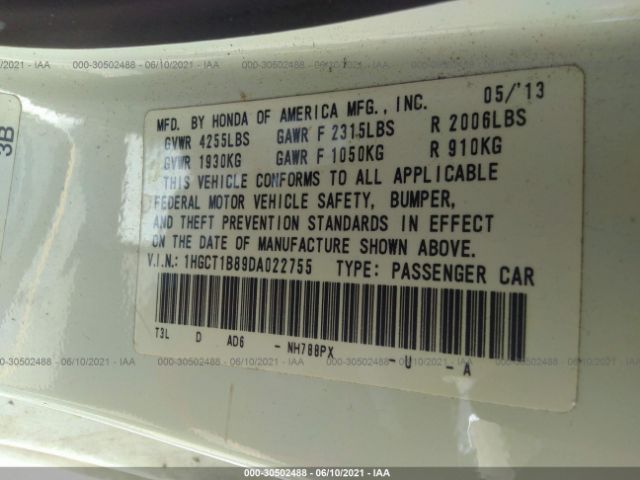 000-30502488 - 06/10/2021 - IAA
MFD. BY HONDA OF AMERICA MFG., INC. 05/'13
GVWR 4255LBS GAWR F 2315LBS R 2006LBS
GVWR 1930KG GAWR F 1050KG R 910KG
THIS VEHICLE CONFORMS TO ALL APPLICABLE
FEDERAL MOTOR VEHICLE SAFETY, BUMPER,
AND THEFT PREVENTION STANDARDS IN EFFECT
ON THE DATE OF MANUFACTURE SHOWN ABOVE.
V.I.N.: 1HGCT1B89DA022755 TYPE: PASSENGER CAR
T3L D AD6 - NH788PX - U - A
3B
000-30502488 - 06/10/2021 - IAA